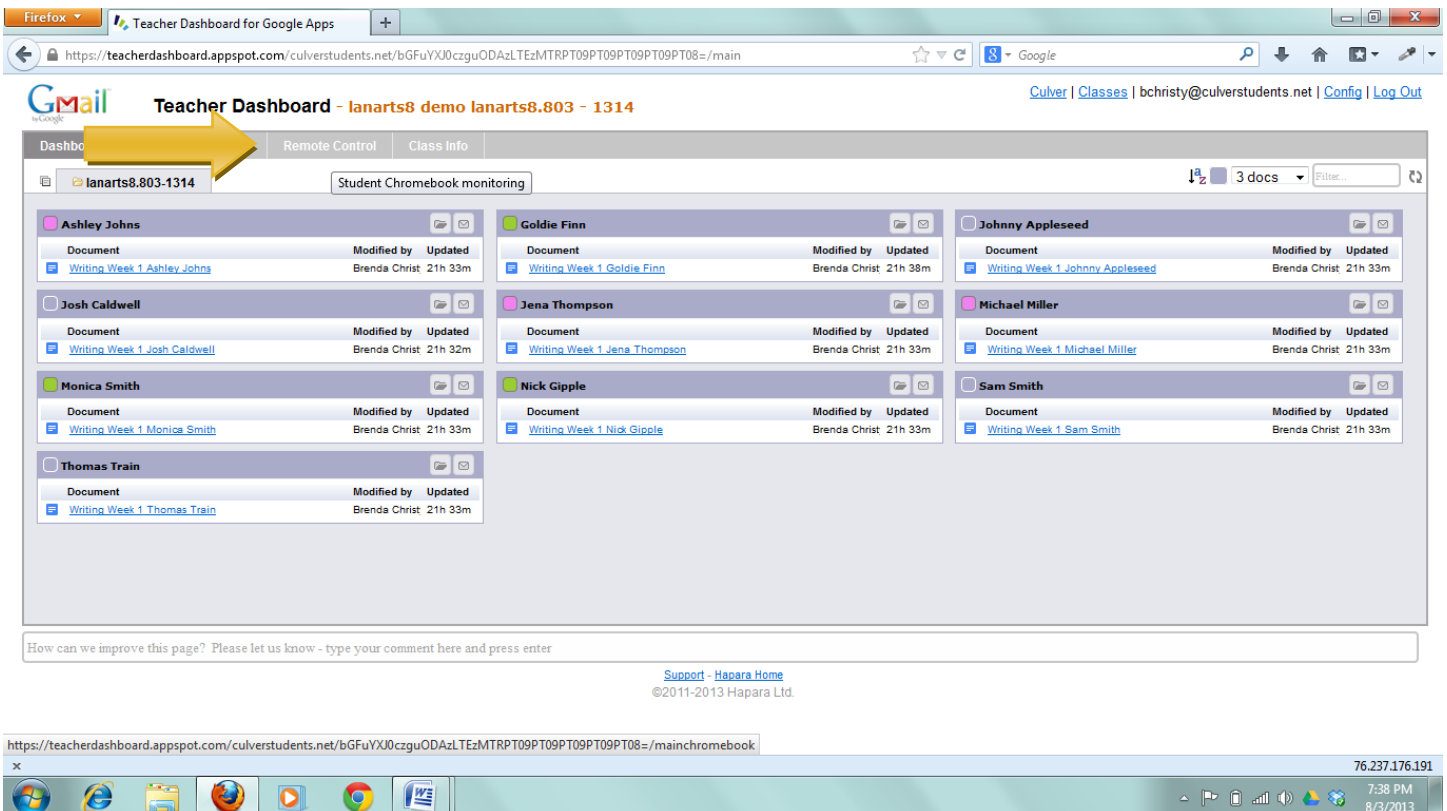 Firefox
Teacher Dashboard for Google Apps
https://teacherdashboard.appspot.com/culverstudents.net/bGFuYXJ0czguODAzLTEzMTRPT09PT09PT09PT09PT08=/main
Google
Gmail
by Google
Teacher Dashboard - lanarts8 demo lanarts8.803 - 1314
Culver | Classes | bchristy@culverstudents.net | Config | Log Out
Dashbo
Remote Control
Class Info
lanarts8.803-1314
Student Chromebook monitoring
3 docs
Filter...
Ashley Johns
Document Modified by Updated
Writing Week 1 Ashley Johns Brenda Christ 21h 33m
Goldie Finn
Document Modified by Updated
Writing Week 1 Goldie Finn Brenda Christ 21h 38m
Johnny Appleseed
Document Modified by Updated
Writing Week 1 Johnny Appleseed Brenda Christ 21h 33m
Josh Caldwell
Document Modified by Updated
Writing Week 1 Josh Caldwell Brenda Christ 21h 32m
Jena Thompson
Document Modified by Updated
Writing Week 1 Jena Thompson Brenda Christ 21h 33m
Michael Miller
Document Modified by Updated
Writing Week 1 Michael Miller Brenda Christ 21h 33m
Monica Smith
Document Modified by Updated
Writing Week 1 Monica Smith Brenda Christ 21h 33m
Nick Gipple
Document Modified by Updated
Writing Week 1 Nick Gipple Brenda Christ 21h 33m
Sam Smith
Document Modified by Updated
Writing Week 1 Sam Smith Brenda Christ 21h 33m
Thomas Train
Document Modified by Updated
Writing Week 1 Thomas Train Brenda Christ 21h 33m
How can we improve this page? Please let us know - type your comment here and press enter
Support - Hapara Home
©2011-2013 Hapara Ltd.
https://teacherdashboard.appspot.com/culverstudents.net/bGFuYXJ0czguODAzLTEzMTRPT09PT09PT09PT09PT08=/mainchromebook
x
76.237.176.191
7:38 PM
8/3/2013